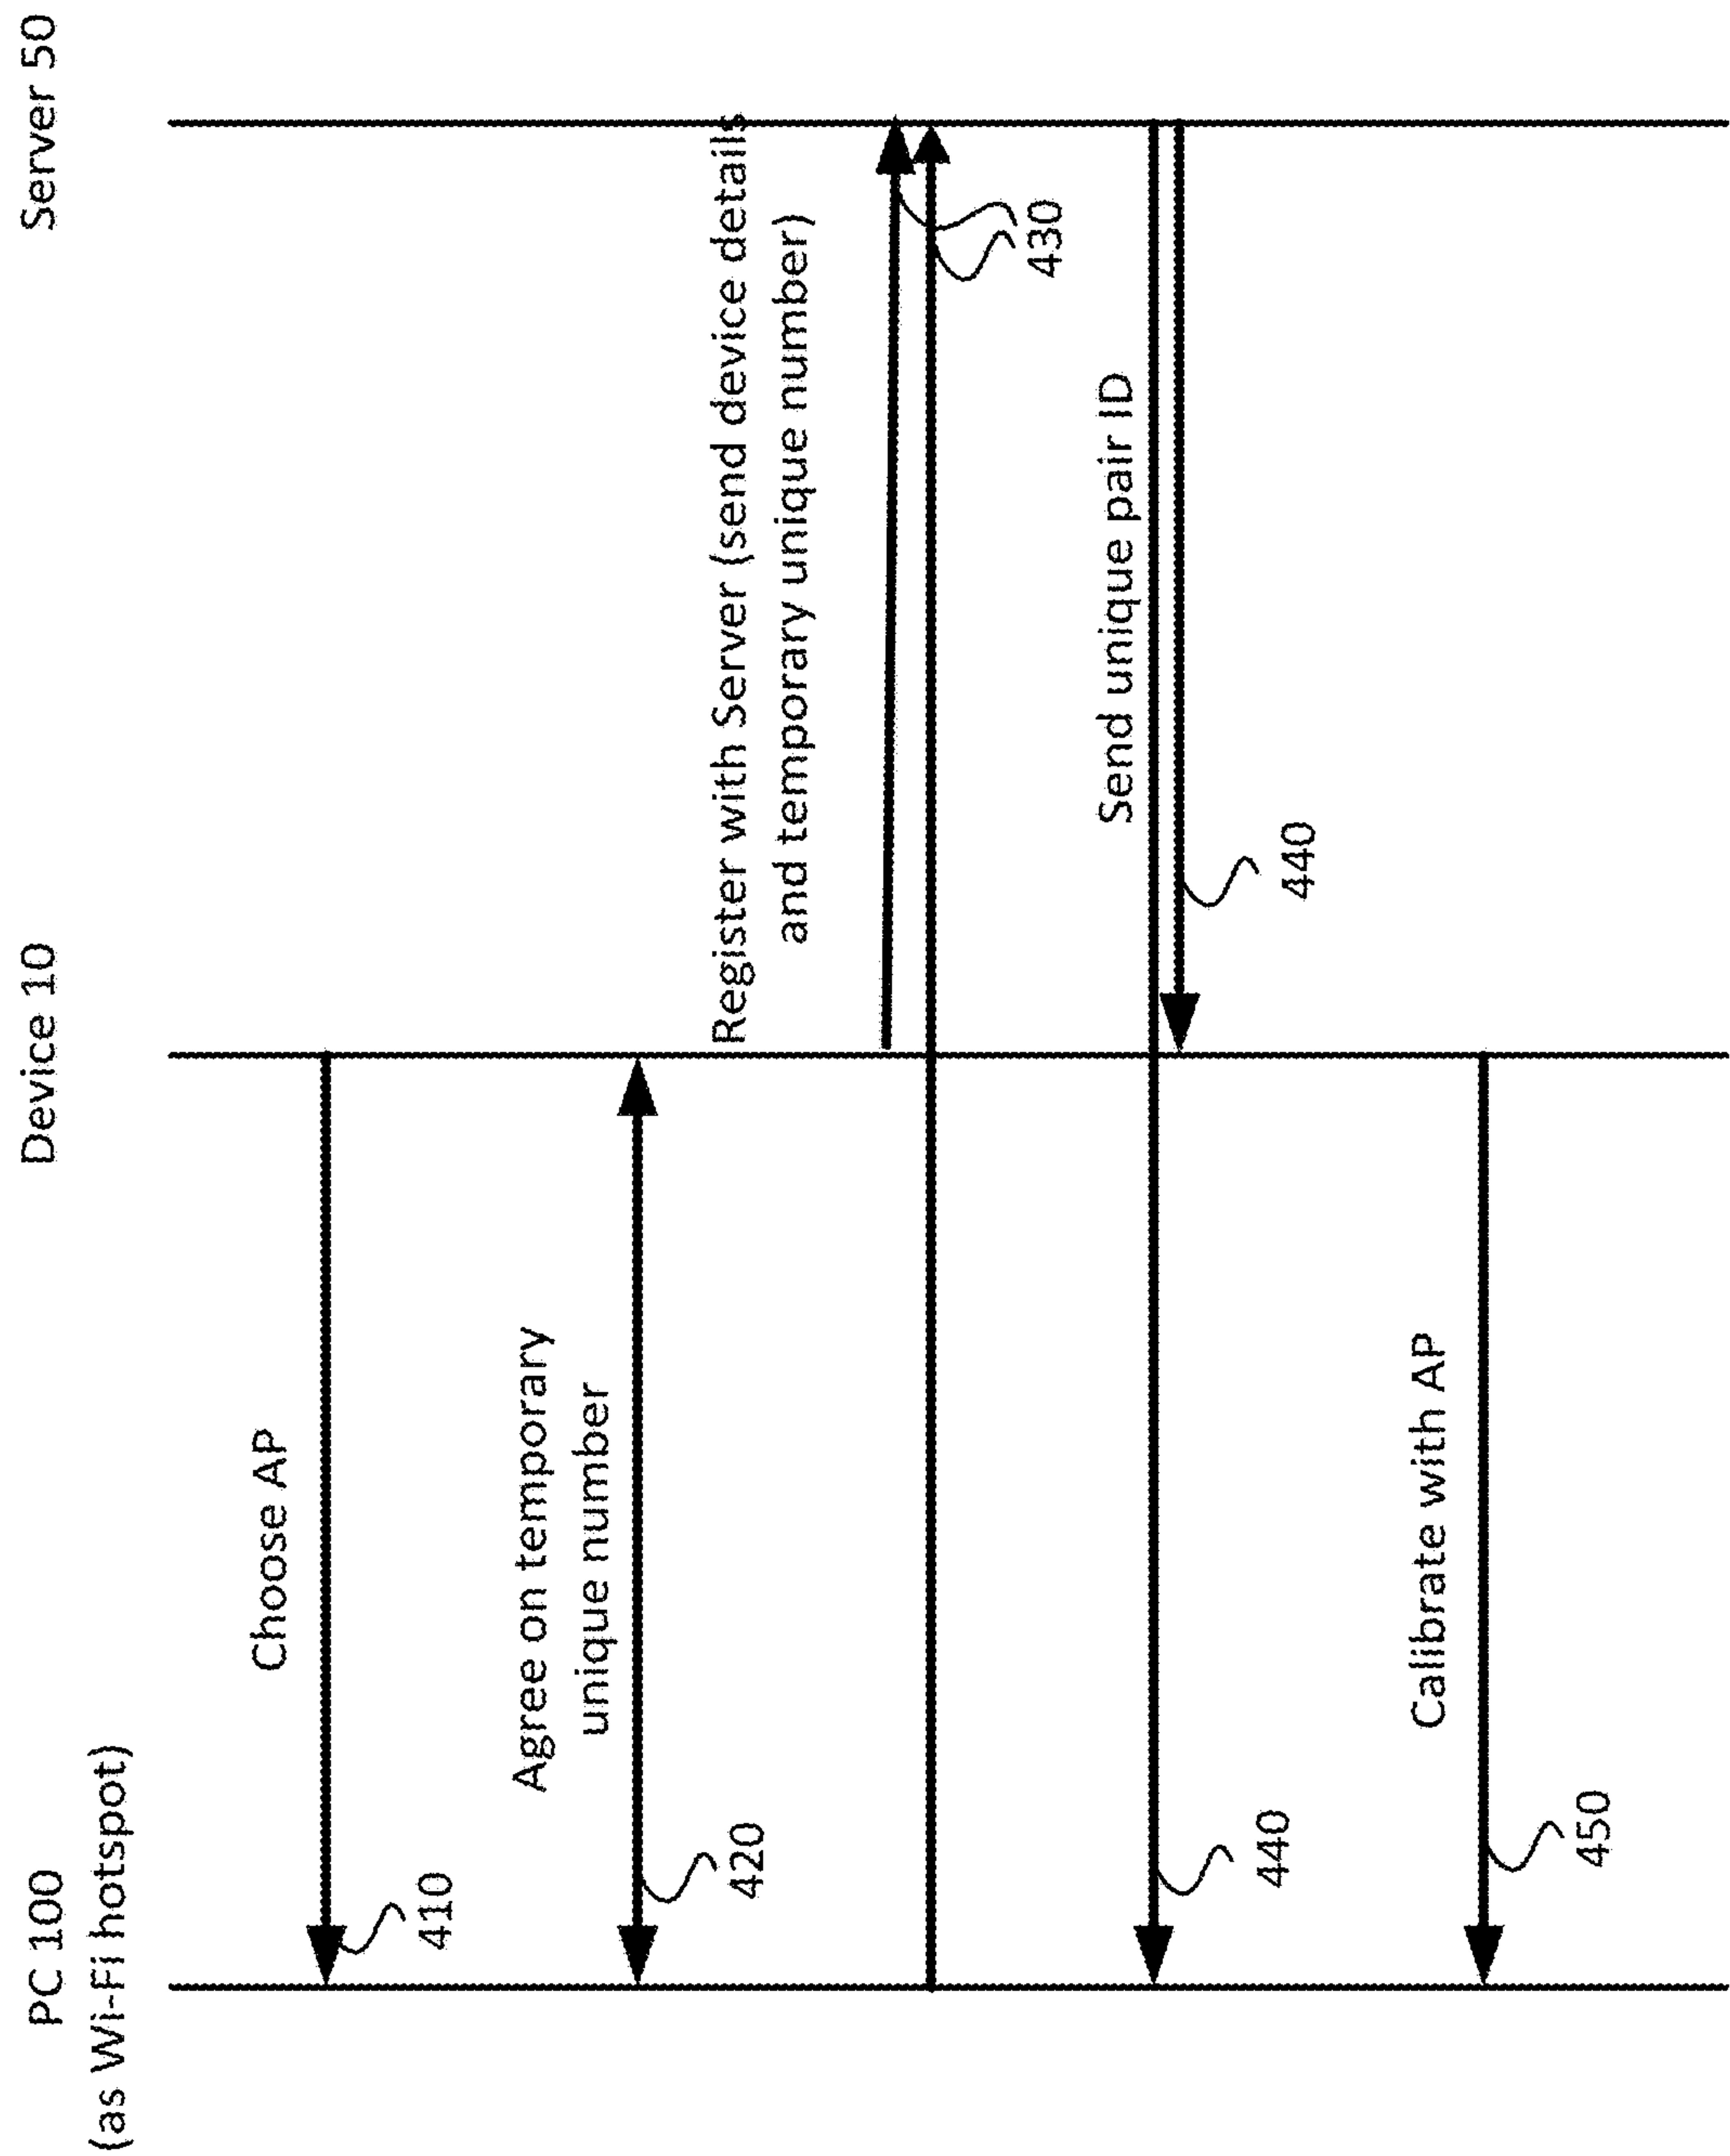 PC 100
(as Wi-Fi hotspot)
Device 10
Server 50
Choose AP
410
Agree on temporary
unique number
420
Register with Server (send device details
and temporary unique number)
430
Send unique pair ID
440
440
Calibrate with AP
450